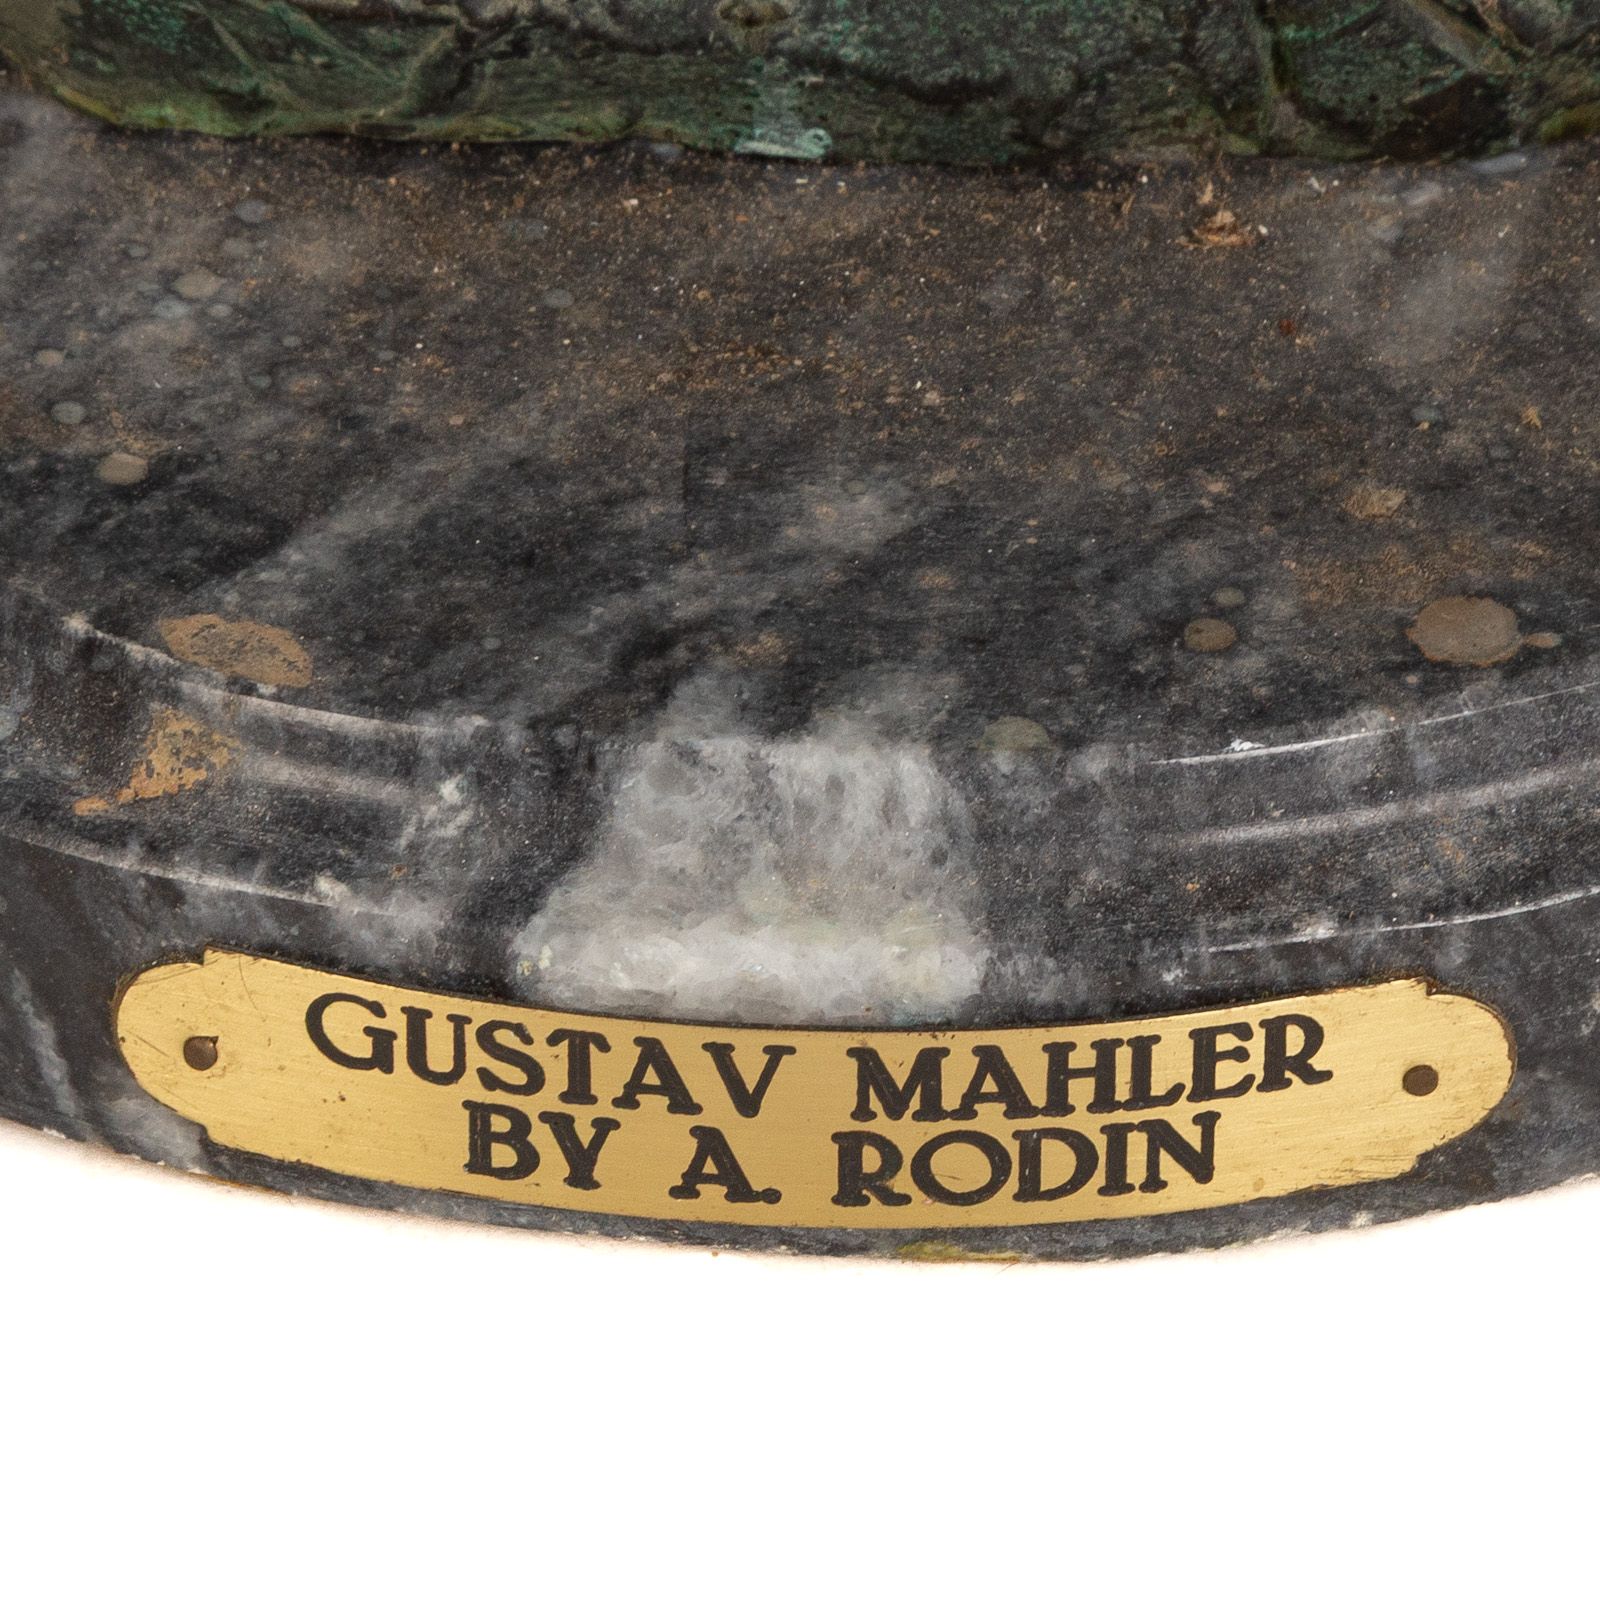 GUSTAV MAHLER
BY A. RODIN